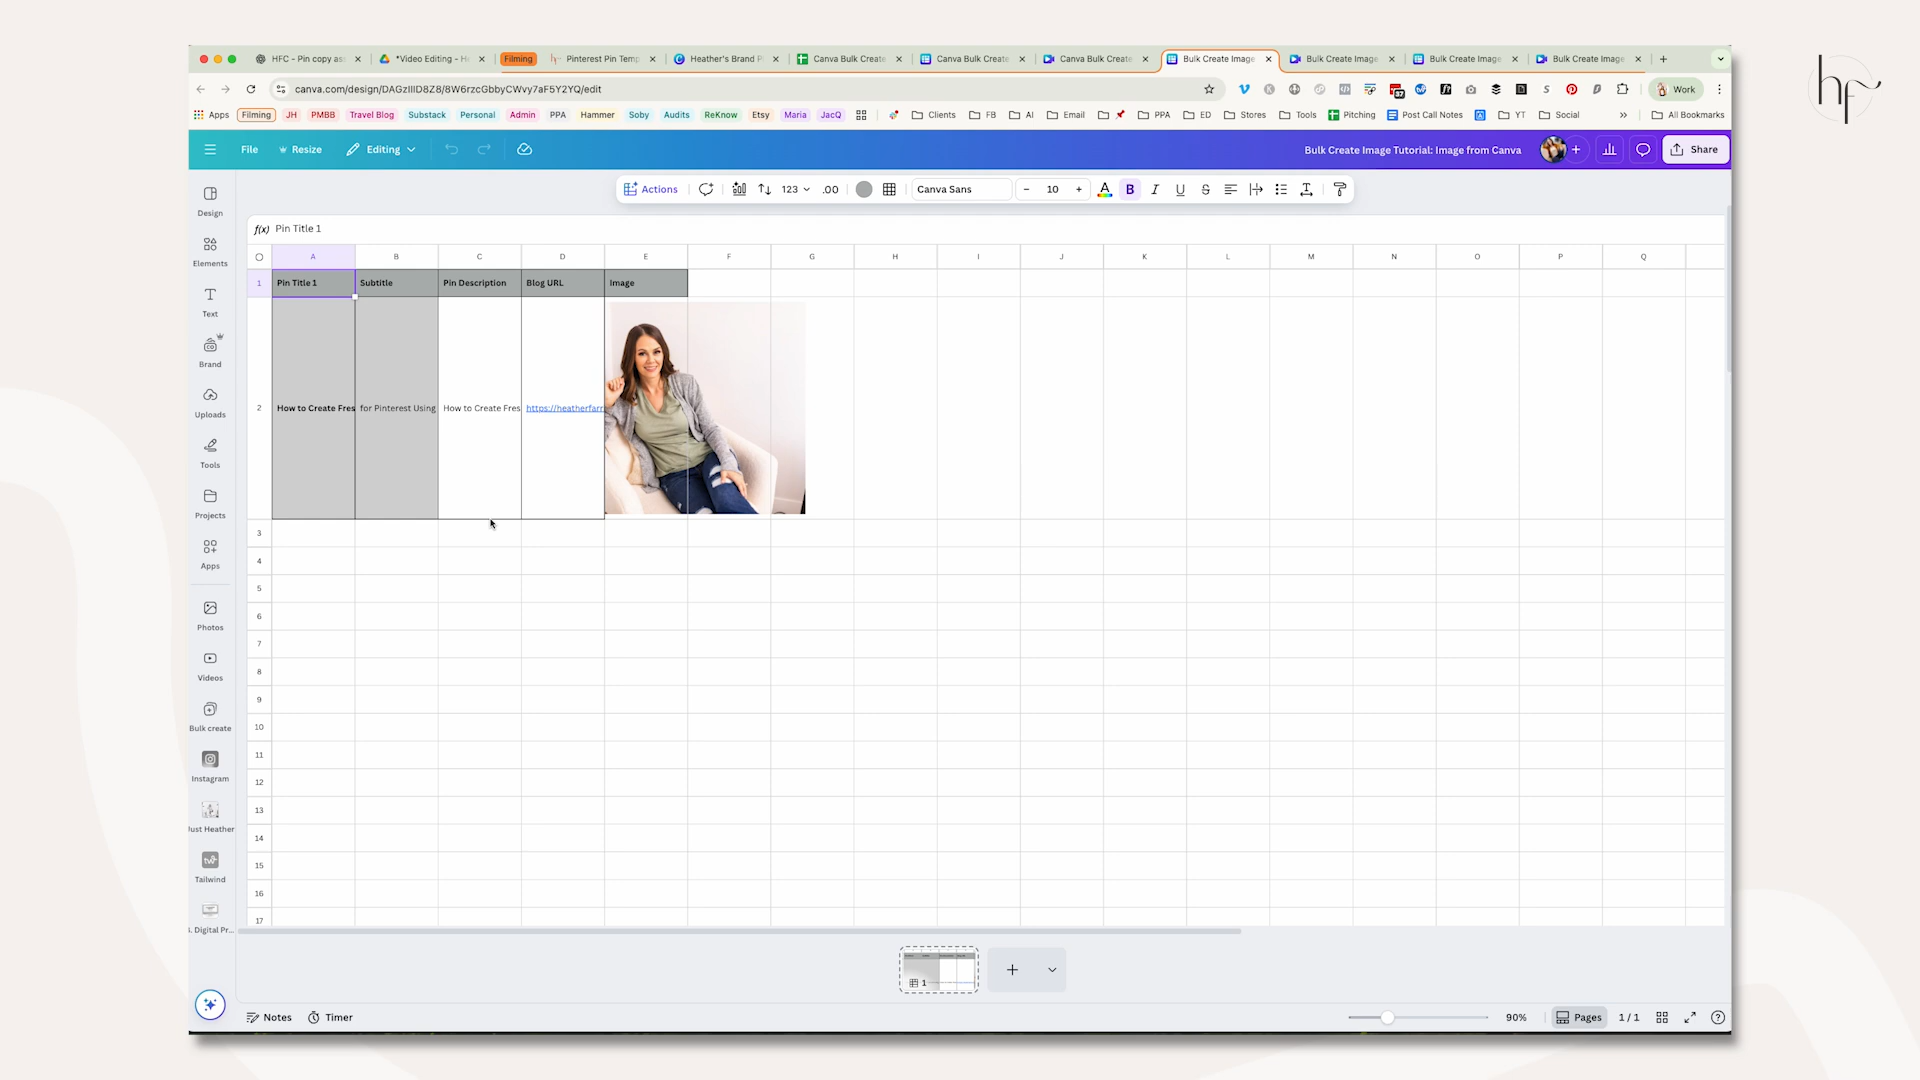 HFC - Pin copy as
*Video Editing - H
Filming
Pinterest Pin Temp
Heather's Brand P
Canva Bulk Create
Canva Bulk Create
Canva Bulk Create
Bulk Create Image
Bulk Create Image
Bulk Create Image
Bulk Create Image
canva.com/design/DAGzIIlD8Z8/8W6rzcGbbyCWvy7aF5Y2YQ/edit
Work
Apps
Filming
JH
PMBB
Travel Blog
Substack
Personal
Admin
PPA
Hammer
Soby
Audits
ReKnow
Etsy
Maria
JacQ
Clients
FB
AI
Email
PPA
ED
Stores
Tools
Pitching
Post Call Notes
YT
Social
All Bookmarks
File
Resize
Editing
Bulk Create Image Tutorial: Image from Canva
Share
Actions
123
.00
Canva Sans
10
f(x) Pin Title 1
A B C D E F G H I J K L M N O P Q
1 Pin Title 1 Subtitle Pin Description Blog URL Image
2 How to Create Fres for Pinterest Using How to Create Fres https://heatherfarr
3
4
5
6
7
8
9
10
11
12
13
14
15
16
17
Design
Elements
Text
Brand
Uploads
Tools
Projects
Apps
Photos
Videos
Bulk create
Instagram
Just Heather
Tailwind
Digital Pr...
1
Notes
Timer
90%
Pages
1 / 1
hf